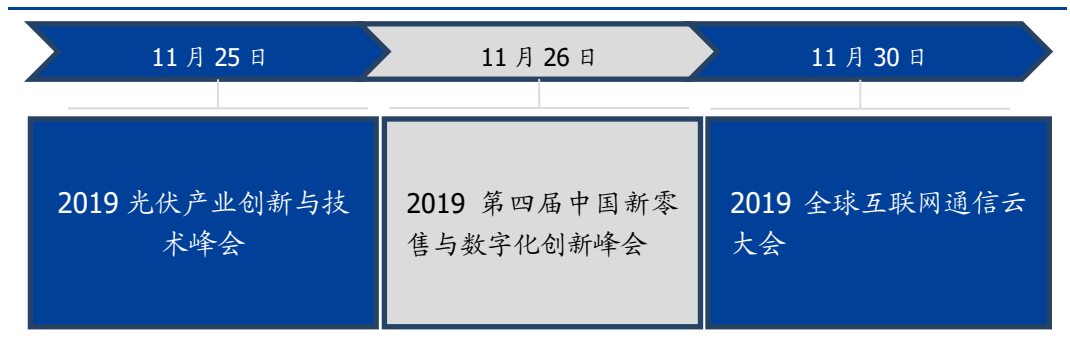 11 月 25 日
11 月 26 日
11 月 30 日
2019 光伏产业创新与技
术峰会
2019 第四届中国新零
售与数字化创新峰会
2019 全球互联网通信云
大会